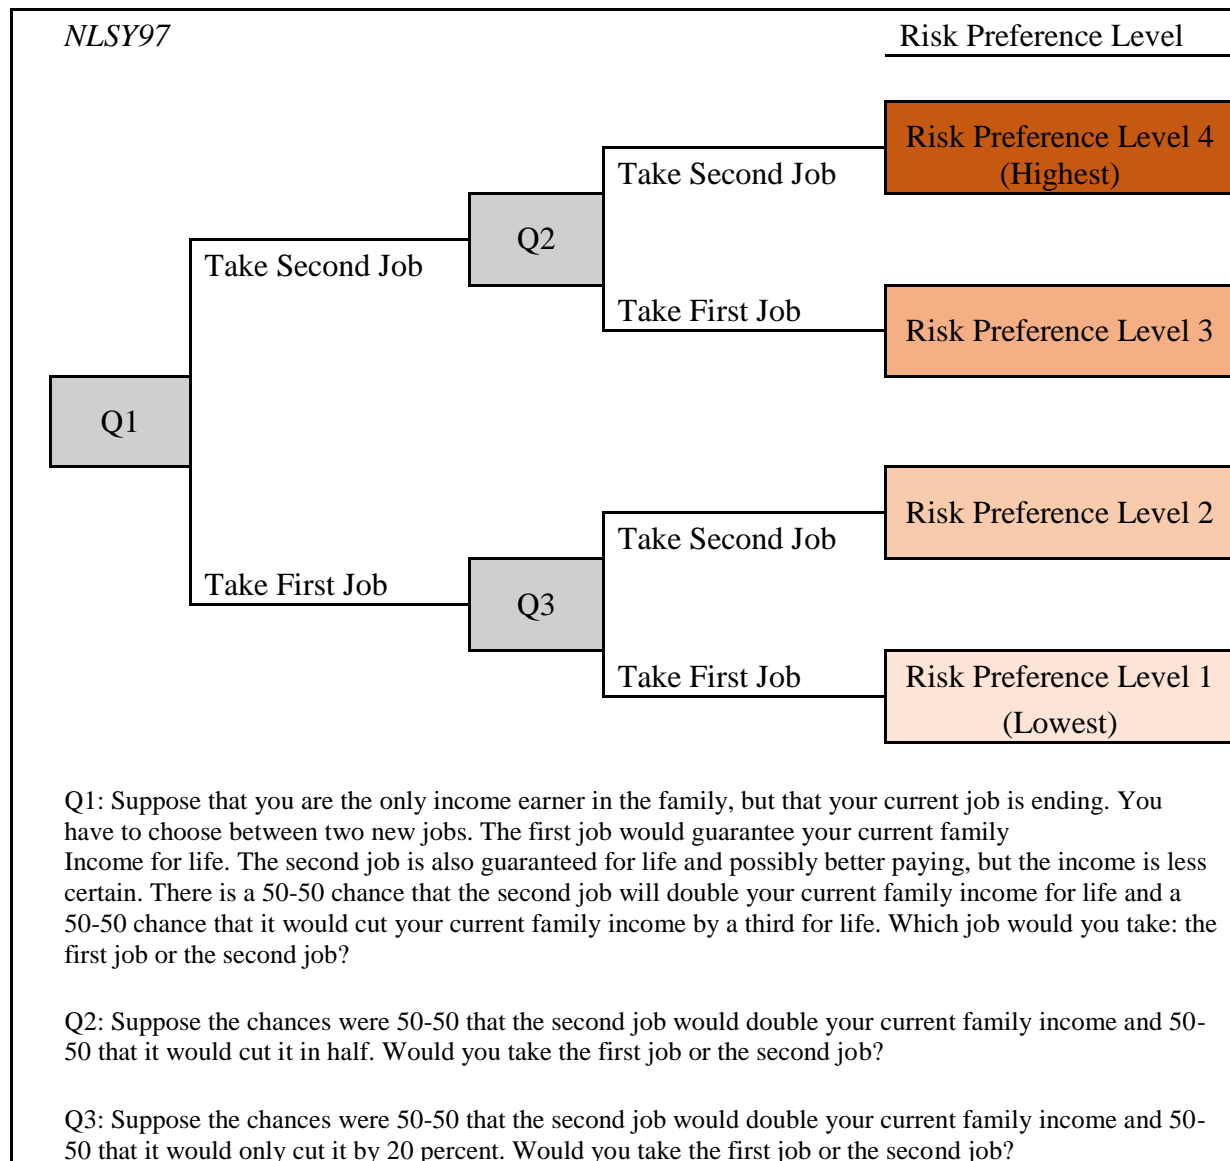 NLSY97
Risk Preference Level
Risk Preference Level 4
(Highest)
Take Second Job
Q2
Take Second Job
Take First Job
Risk Preference Level 3
Q1
Risk Preference Level 2
Take Second Job
Take First Job
Q3
Take First Job
Risk Preference Level 1
(Lowest)
Q1: Suppose that you are the only income earner in the family, but that your current job is ending. You
have to choose between two new jobs. The first job would guarantee your current family
Income for life. The second job is also guaranteed for life and possibly better paying, but the income is less
certain. There is a 50-50 chance that the second job will double your current family income for life and a
50-50 chance that it would cut your current family income by a third for life. Which job would you take: the
first job or the second job?
Q2: Suppose the chances were 50-50 that the second job would double your current family income and 50-
50 that it would cut it in half. Would you take the first job or the second job?
Q3: Suppose the chances were 50-50 that the second job would double your current family income and 50-
50 that it would only cut it by 20 percent. Would you take the first job or the second job?